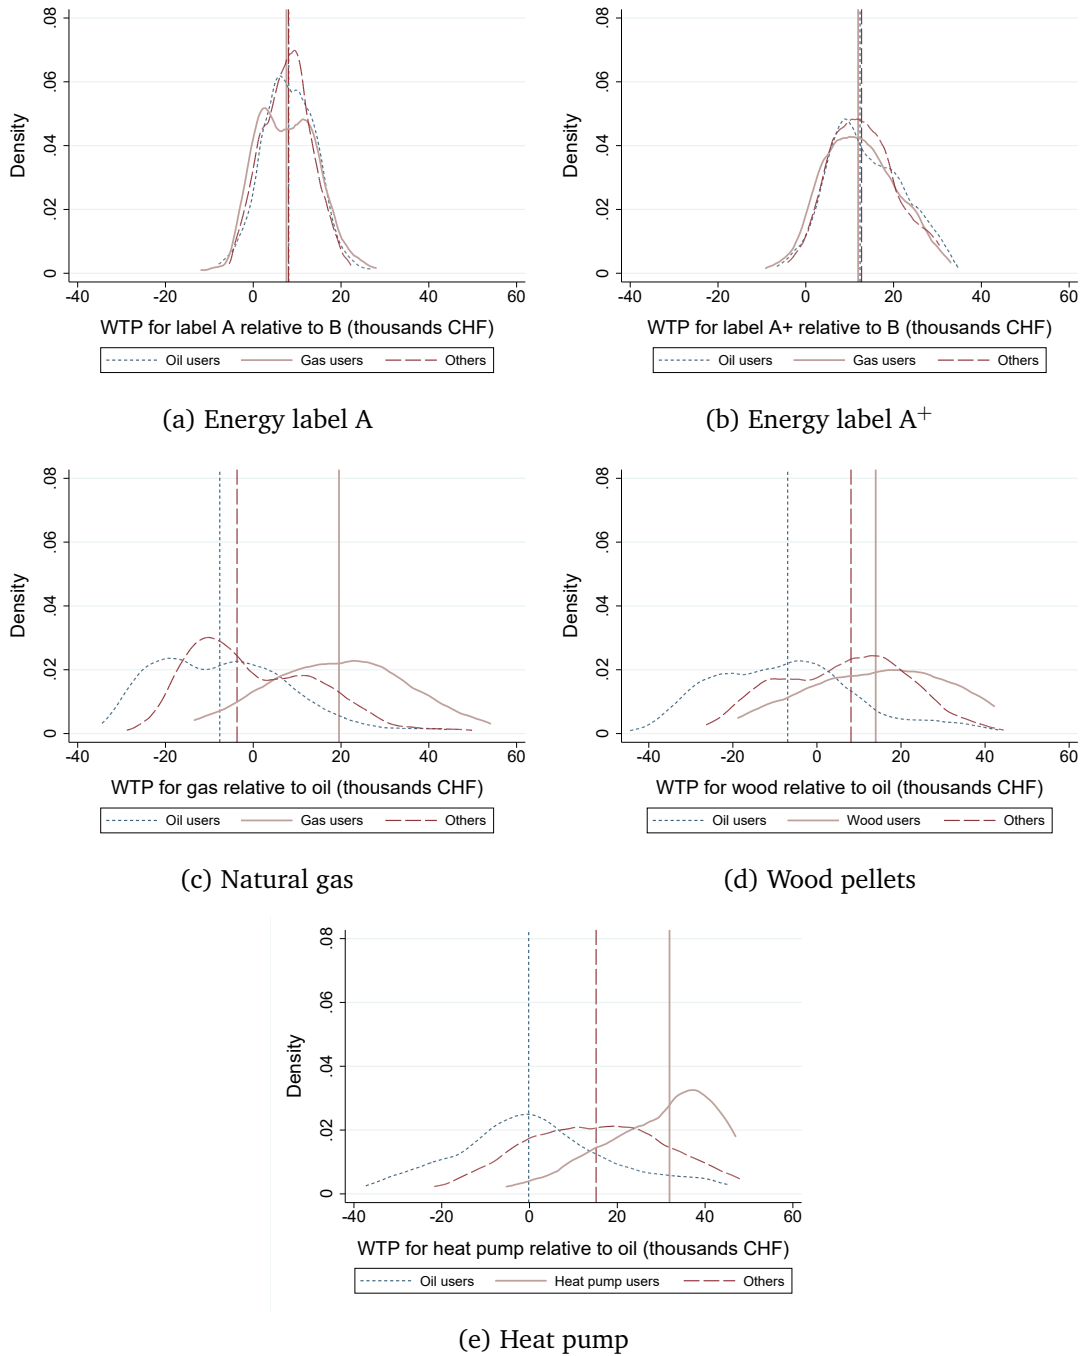 .08
.06
.04
.02
0
Density
-40 -20 0 20 40 60
WTP for label A relative to B (thousands CHF)
Oil users Gas users Others
(a) Energy label A
.08
.06
.04
.02
0
Density
-40 -20 0 20 40 60
WTP for label A+ relative to B (thousands CHF)
Oil users Gas users Others
(b) Energy label A⁺
.08
.06
.04
.02
0
Density
-40 -20 0 20 40 60
WTP for gas relative to oil (thousands CHF)
Oil users Gas users Others
(c) Natural gas
.08
.06
.04
.02
0
Density
-40 -20 0 20 40 60
WTP for wood relative to oil (thousands CHF)
Oil users Wood users Others
(d) Wood pellets
.08
.06
.04
.02
0
Density
-40 -20 0 20 40 60
WTP for heat pump relative to oil (thousands CHF)
Oil users Heat pump users Others
(e) Heat pump